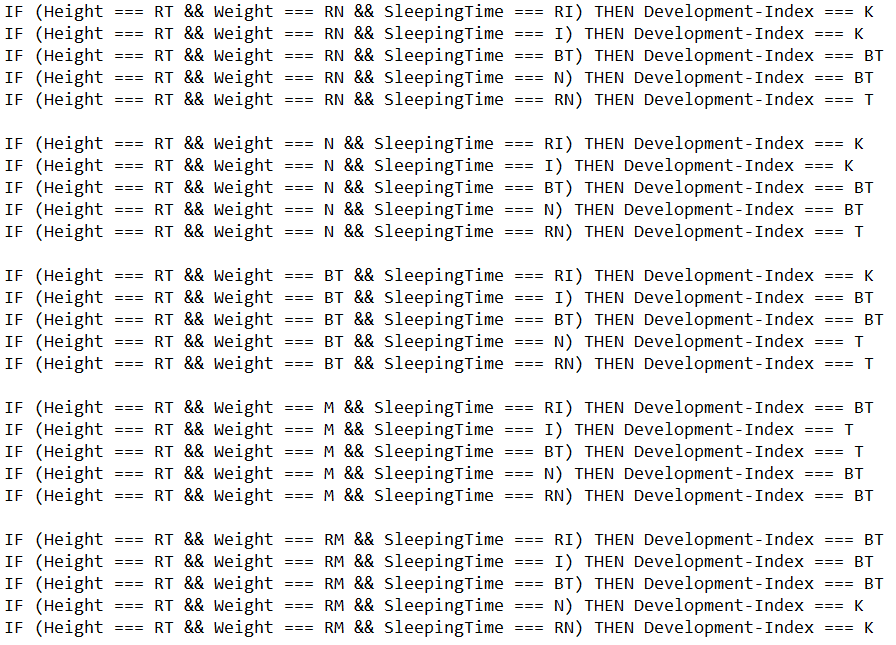 IF (Height === RT && Weight === RN && SleepingTime === RI) THEN Development-Index === K
IF (Height === RT && Weight === RN && SleepingTime === I) THEN Development-Index === K
IF (Height === RT && Weight === RN && SleepingTime === BT) THEN Development-Index === BT
IF (Height === RT && Weight === RN && SleepingTime === N) THEN Development-Index === BT
IF (Height === RT && Weight === RN && SleepingTime === RN) THEN Development-Index === T
IF (Height === RT && Weight === N && SleepingTime === RI) THEN Development-Index === K
IF (Height === RT && Weight === N && SleepingTime === I) THEN Development-Index === K
IF (Height === RT && Weight === N && SleepingTime === BT) THEN Development-Index === BT
IF (Height === RT && Weight === N && SleepingTime === N) THEN Development-Index === BT
IF (Height === RT && Weight === N && SleepingTime === RN) THEN Development-Index === T
IF (Height === RT && Weight === BT && SleepingTime === RI) THEN Development-Index === K
IF (Height === RT && Weight === BT && SleepingTime === I) THEN Development-Index === BT
IF (Height === RT && Weight === BT && SleepingTime === BT) THEN Development-Index === BT
IF (Height === RT && Weight === BT && SleepingTime === N) THEN Development-Index === T
IF (Height === RT && Weight === BT && SleepingTime === RN) THEN Development-Index === T
IF (Height === RT && Weight === M && SleepingTime === RI) THEN Development-Index === BT
IF (Height === RT && Weight === M && SleepingTime === I) THEN Development-Index === T
IF (Height === RT && Weight === M && SleepingTime === BT) THEN Development-Index === T
IF (Height === RT && Weight === M && SleepingTime === N) THEN Development-Index === BT
IF (Height === RT && Weight === M && SleepingTime === RN) THEN Development-Index === BT
IF (Height === RT && Weight === RM && SleepingTime === RI) THEN Development-Index === BT
IF (Height === RT && Weight === RM && SleepingTime === I) THEN Development-Index === BT
IF (Height === RT && Weight === RM && SleepingTime === BT) THEN Development-Index === BT
IF (Height === RT && Weight === RM && SleepingTime === N) THEN Development-Index === K
IF (Height === RT && Weight === RM && SleepingTime === RN) THEN Development-Index === K